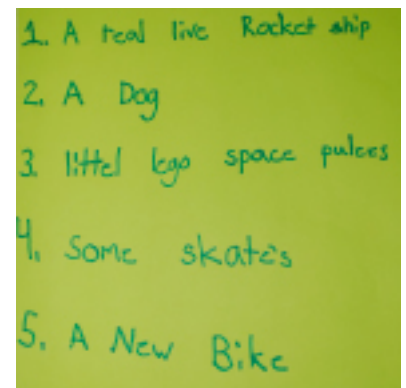 1. A real live Rocket ship
2. A Dog
3. littel lego space pulces
4. Some skates
5. A New Bike